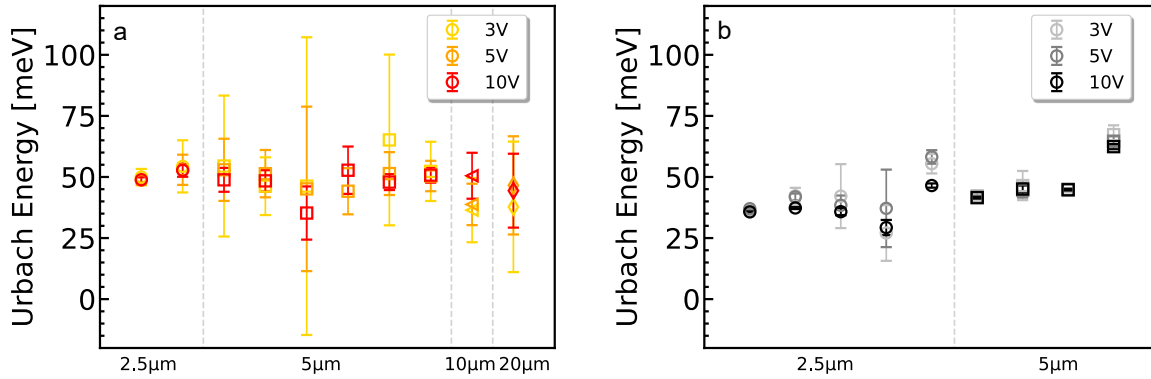 a
Urbach Energy [meV]
100
75
50
25
0
3V
5V
10V
2.5μm
5μm
10μm
20μm
b
Urbach Energy [meV]
100
75
50
25
0
3V
5V
10V
2.5μm
5μm